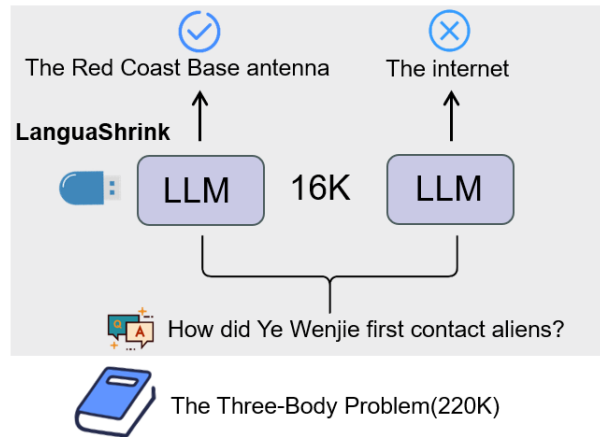 The Red Coast Base antenna
The internet
LanguaShrink
LLM
16K
LLM
Q
A
How did Ye Wenjie first contact aliens?
The Three-Body Problem(220K)